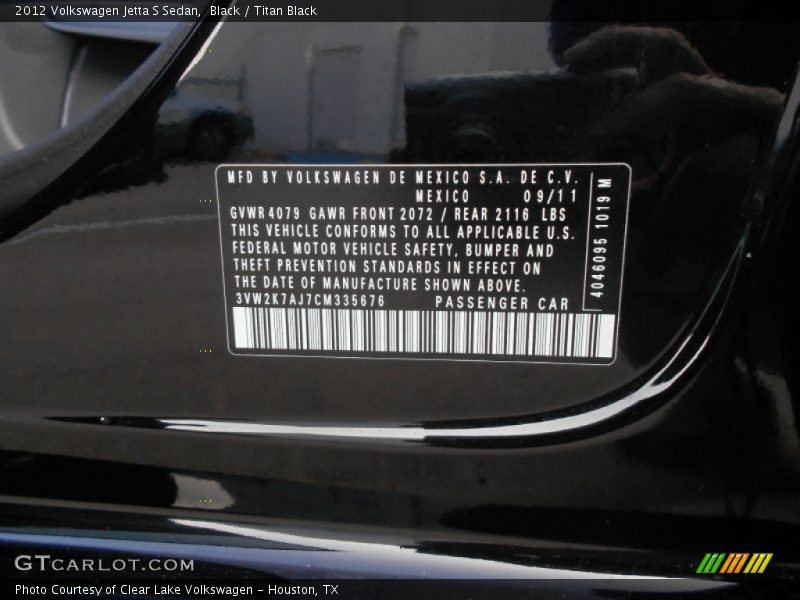 2012 Volkswagen Jetta S Sedan,  Black / Titan Black
MFD BY VOLKSWAGEN DE MEXICO S.A. DE C.V.
MEXICO 09/11
GVWR 4079 GAWR FRONT 2072 / REAR 2116 LBS
THIS VEHICLE CONFORMS TO ALL APPLICABLE U.S.
FEDERAL MOTOR VEHICLE SAFETY, BUMPER AND
THEFT PREVENTION STANDARDS IN EFFECT ON
THE DATE OF MANUFACTURE SHOWN ABOVE.
3VW2K7AJ7CM335676 PASSENGER CAR
4046095 1019 M
GTCARLOT.COM
Photo Courtesy of Clear Lake Volkswagen - Houston, TX